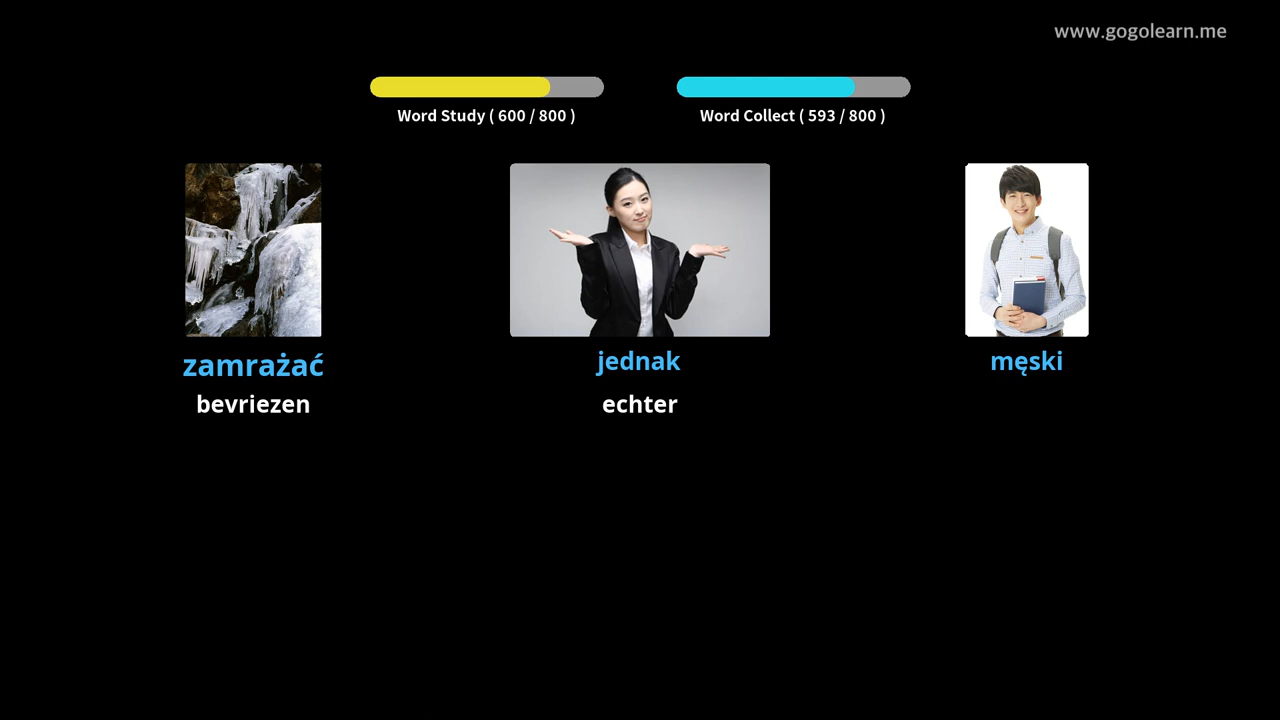 www.gogolearn.me
Word Study ( 600 / 800 )
Word Collect ( 593 / 800 )
zamrażać
jednak
męski
bevriezen
echter